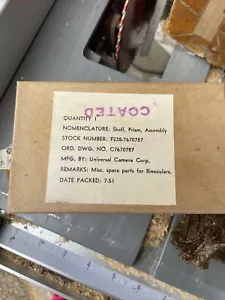 COATED
QUANTITY 1
NOMENCLATURE: Shelf, Prism, Assembly
STOCK NUMBER: F238-7670787
ORD. DWG. NO. C7670787
MFG. BY: Universal Camera Corp.
REMARKS: Misc. spare parts for Binoculars.
DATE PACKED: 7-51